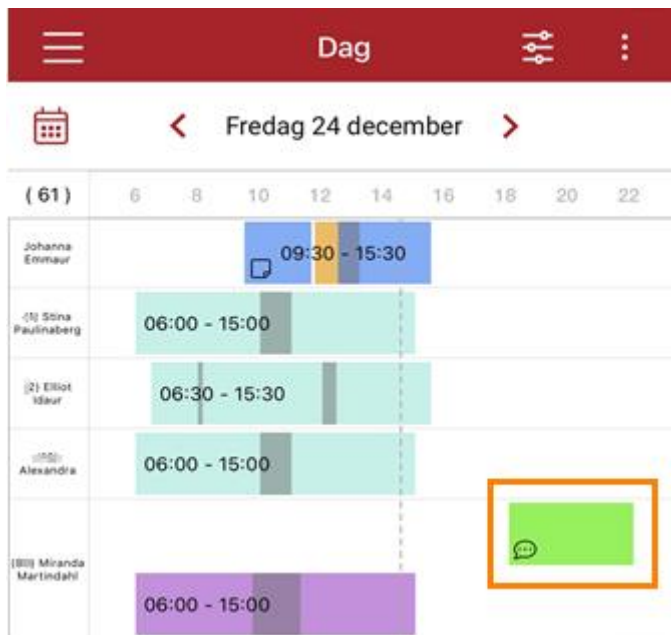 Dag
Fredag 24 december
( 61 )
6 8 10 12 14 16 18 20 22
Johanna
Emmaur
09:30 - 15:30
(1) Stina
Paulinaberg
06:00 - 15:00
(2) Elliot
Idaur
06:30 - 15:30
Alexandra
06:00 - 15:00
Miranda
Martindahl
06:00 - 15:00